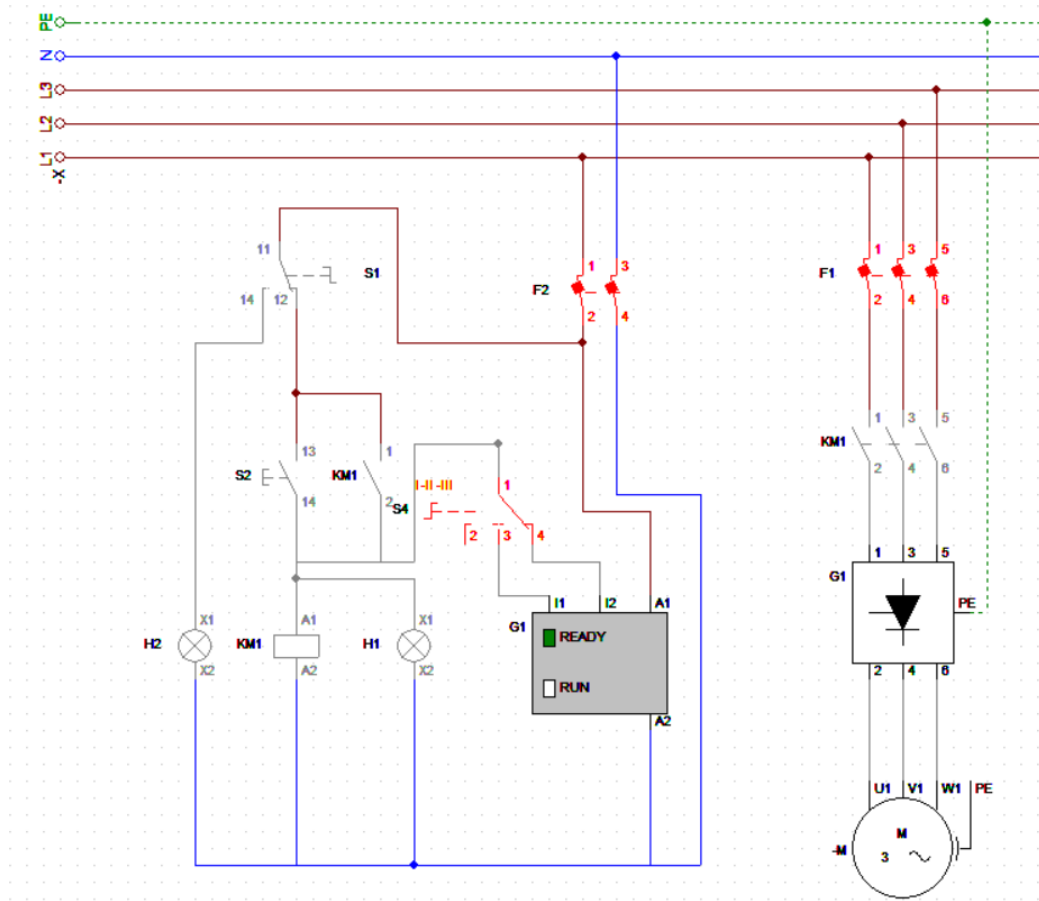 PE
N
L3
L2
L1
-X
11
S1
14 12
F2
1 3
2 4
F1
1 3 5
2 4 6
13
S2
14
1
KM1
2
I-II-III
S4
1
2 3 4
KM1
1 3 5
2 4 6
I1 I2 A1
G1
READY
RUN
A2
1 3 5
G1
PE
2 4 6
X1
H2
X2
A1
KM1
A2
X1
H1
X2
U1 V1 W1 PE
-M
M
3